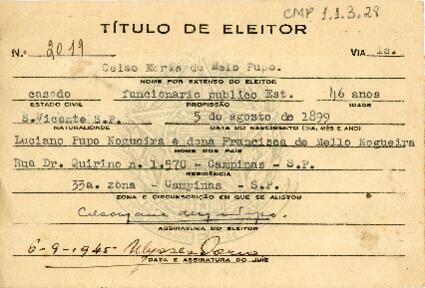 CMP 1.1.3.28
TÍTULO DE ELEITOR
N.º 2019 VIA 1a.
Celso Maria de Melo Pupo.
NOME POR EXTENSO DO ELEITOR
casado funcionario publico Est. 46 anos
ESTADO CIVIL PROFISSÃO IDADE
S.Vicente S.P. 5 de agosto de 1899
NATURALIDADE DATA DO NASCIMENTO (DIA, MÊS E ANO)
Luciano Pupo Nogueira e dona Francisca de Mello Nogueira
NOME DOS PAIS
Rua Dr. Quirino n. 1.570 - Campinas - S.P.
RESIDÊNCIA
33a. zona - Campinas - S.P.
ZONA E CIRCUNSCRIÇÃO EM QUE SE ALISTOU
ASSINATURA DO ELEITOR
6-9-1945- Ulysses Doria
DATA E ASSINATURA DO JUIZ